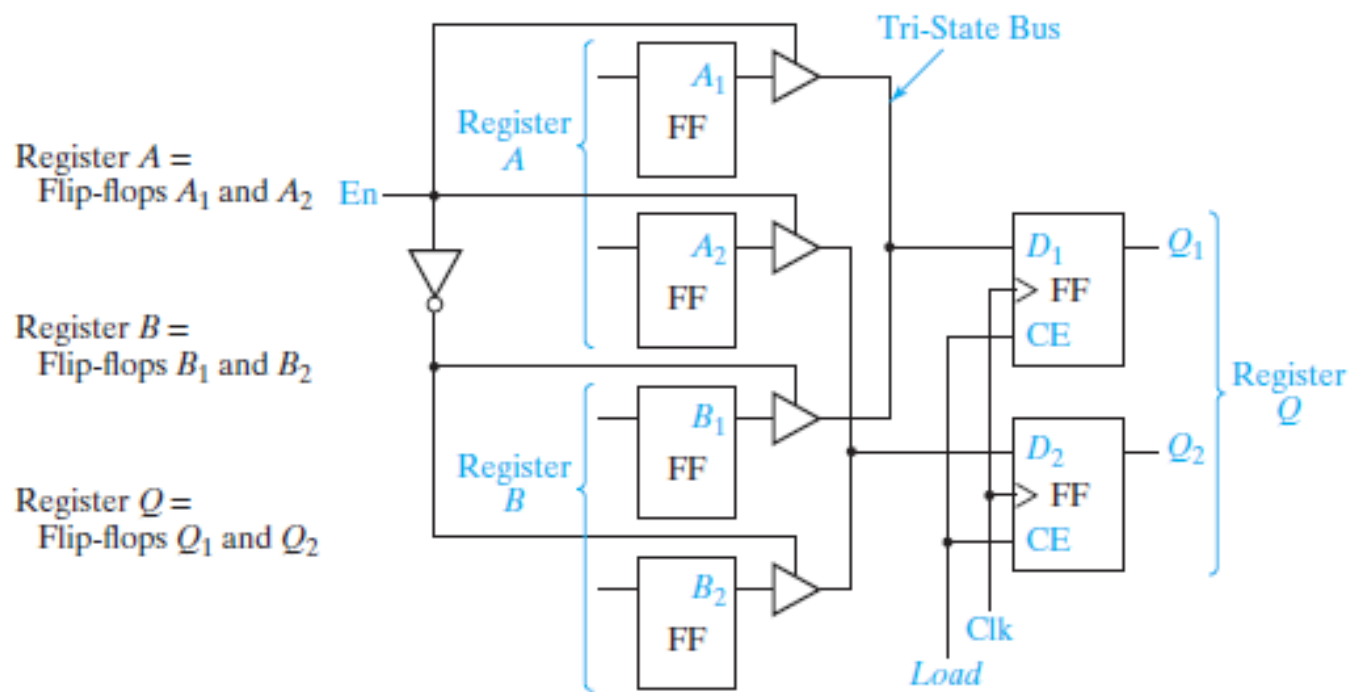 Tri-State Bus
Register A =
Flip-flops A₁ and A₂
En
Register
A
A₁
FF
A₂
FF
Register B =
Flip-flops B₁ and B₂
Register
B
B₁
FF
B₂
FF
Register Q =
Flip-flops Q₁ and Q₂
D₁
FF
CE
Q₁
D₂
FF
CE
Q₂
Register
Q
Clk
Load